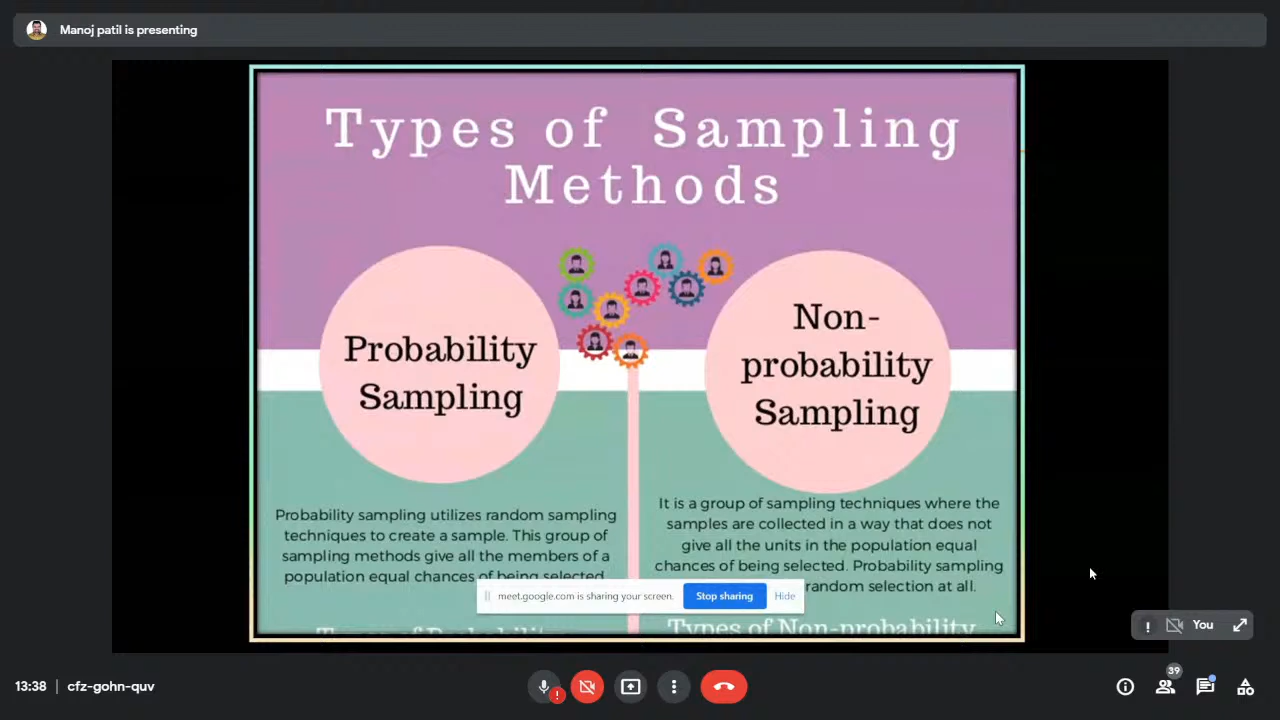 Manoj patil is presenting
Types of Sampling
Methods
Probability
Sampling
Non-
probability
Sampling
Probability sampling utilizes random sampling
techniques to create a sample. This group of
sampling methods give all the members of a
population equal chances of being selected
It is a group of sampling techniques where the
samples are collected in a way that does not
give all the units in the population equal
chances of being selected. Probability sampling
random selection at all.
meet.google.com is sharing your screen.
Stop sharing
Hide
Types of Non-probability
You
13:38 | cfz-gohn-quv
39